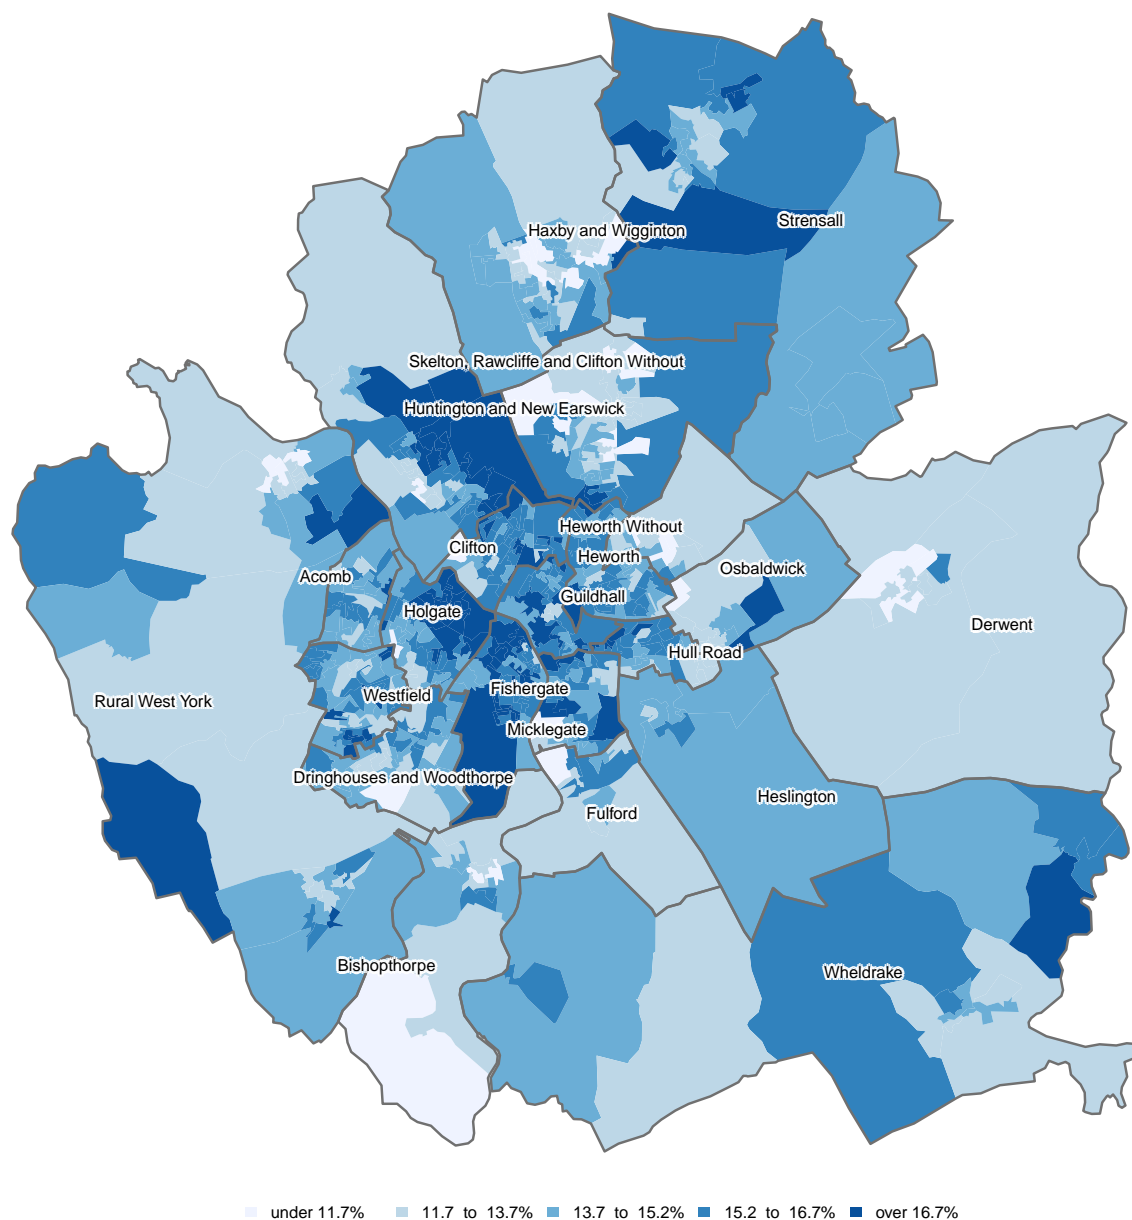 Strensall
Haxby and Wigginton
Skelton, Rawcliffe and Clifton Without
Huntington and New Earswick
Heworth Without
Clifton
Heworth
Osbaldwick
Acomb
Guildhall
Holgate
Derwent
Hull Road
Fishergate
Westfield
Rural West York
Micklegate
Dringhouses and Woodthorpe
Heslington
Fulford
Bishopthorpe
Wheldrake
under 11.7% 11.7 to 13.7% 13.7 to 15.2% 15.2 to 16.7% over 16.7%